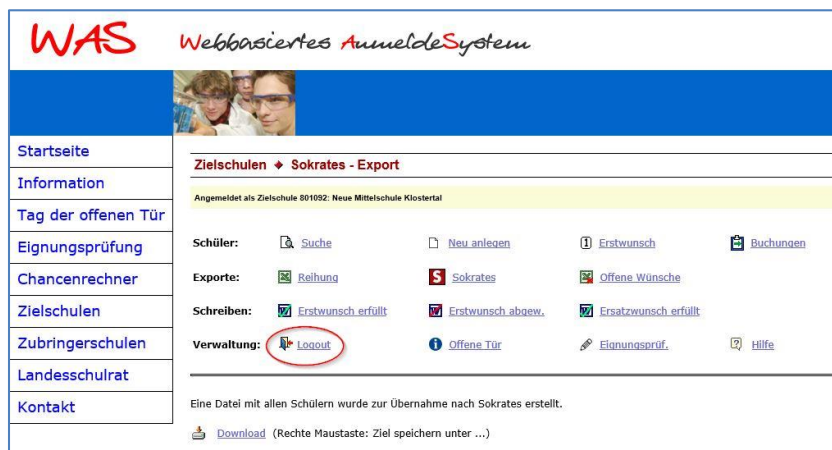 WAS Webbasiertes AnmeldeSystem
Startseite
Information
Tag der offenen Tür
Eignungsprüfung
Chancenrechner
Zielschulen
Zubringerschulen
Landesschulrat
Kontakt
Zielschulen Sokrates - Export
Angemeldet als Zielschule 801092: Neue Mittelschule Klostertal
Schüler: Suche Neu anlegen 1 Erstwunsch Buchungen
Exporte: Reihung S Sokrates Offene Wünsche
Schreiben: Erstwunsch erfüllt Erstwunsch abgew. Ersatzwunsch erfüllt
Verwaltung: Logout Offene Tür Eignungsprüf. Hilfe
Eine Datei mit allen Schülern wurde zur Übernahme nach Sokrates erstellt.
Download (Rechte Maustaste: Ziel speichern unter ...)